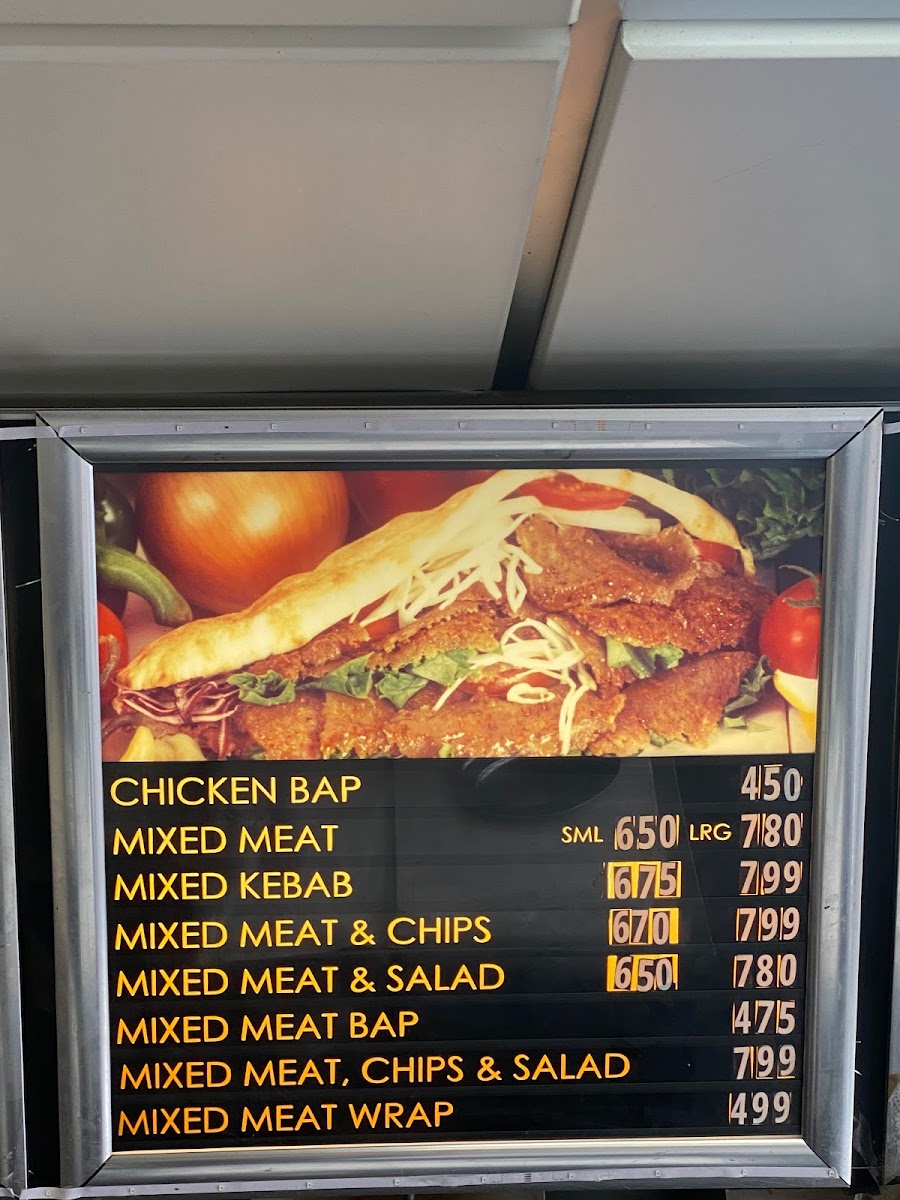 CHICKEN BAP 450
MIXED MEAT SML 650 LRG 780
MIXED KEBAB 675 799
MIXED MEAT & CHIPS 670 799
MIXED MEAT & SALAD 650 780
MIXED MEAT BAP 475
MIXED MEAT, CHIPS & SALAD 799
MIXED MEAT WRAP 499